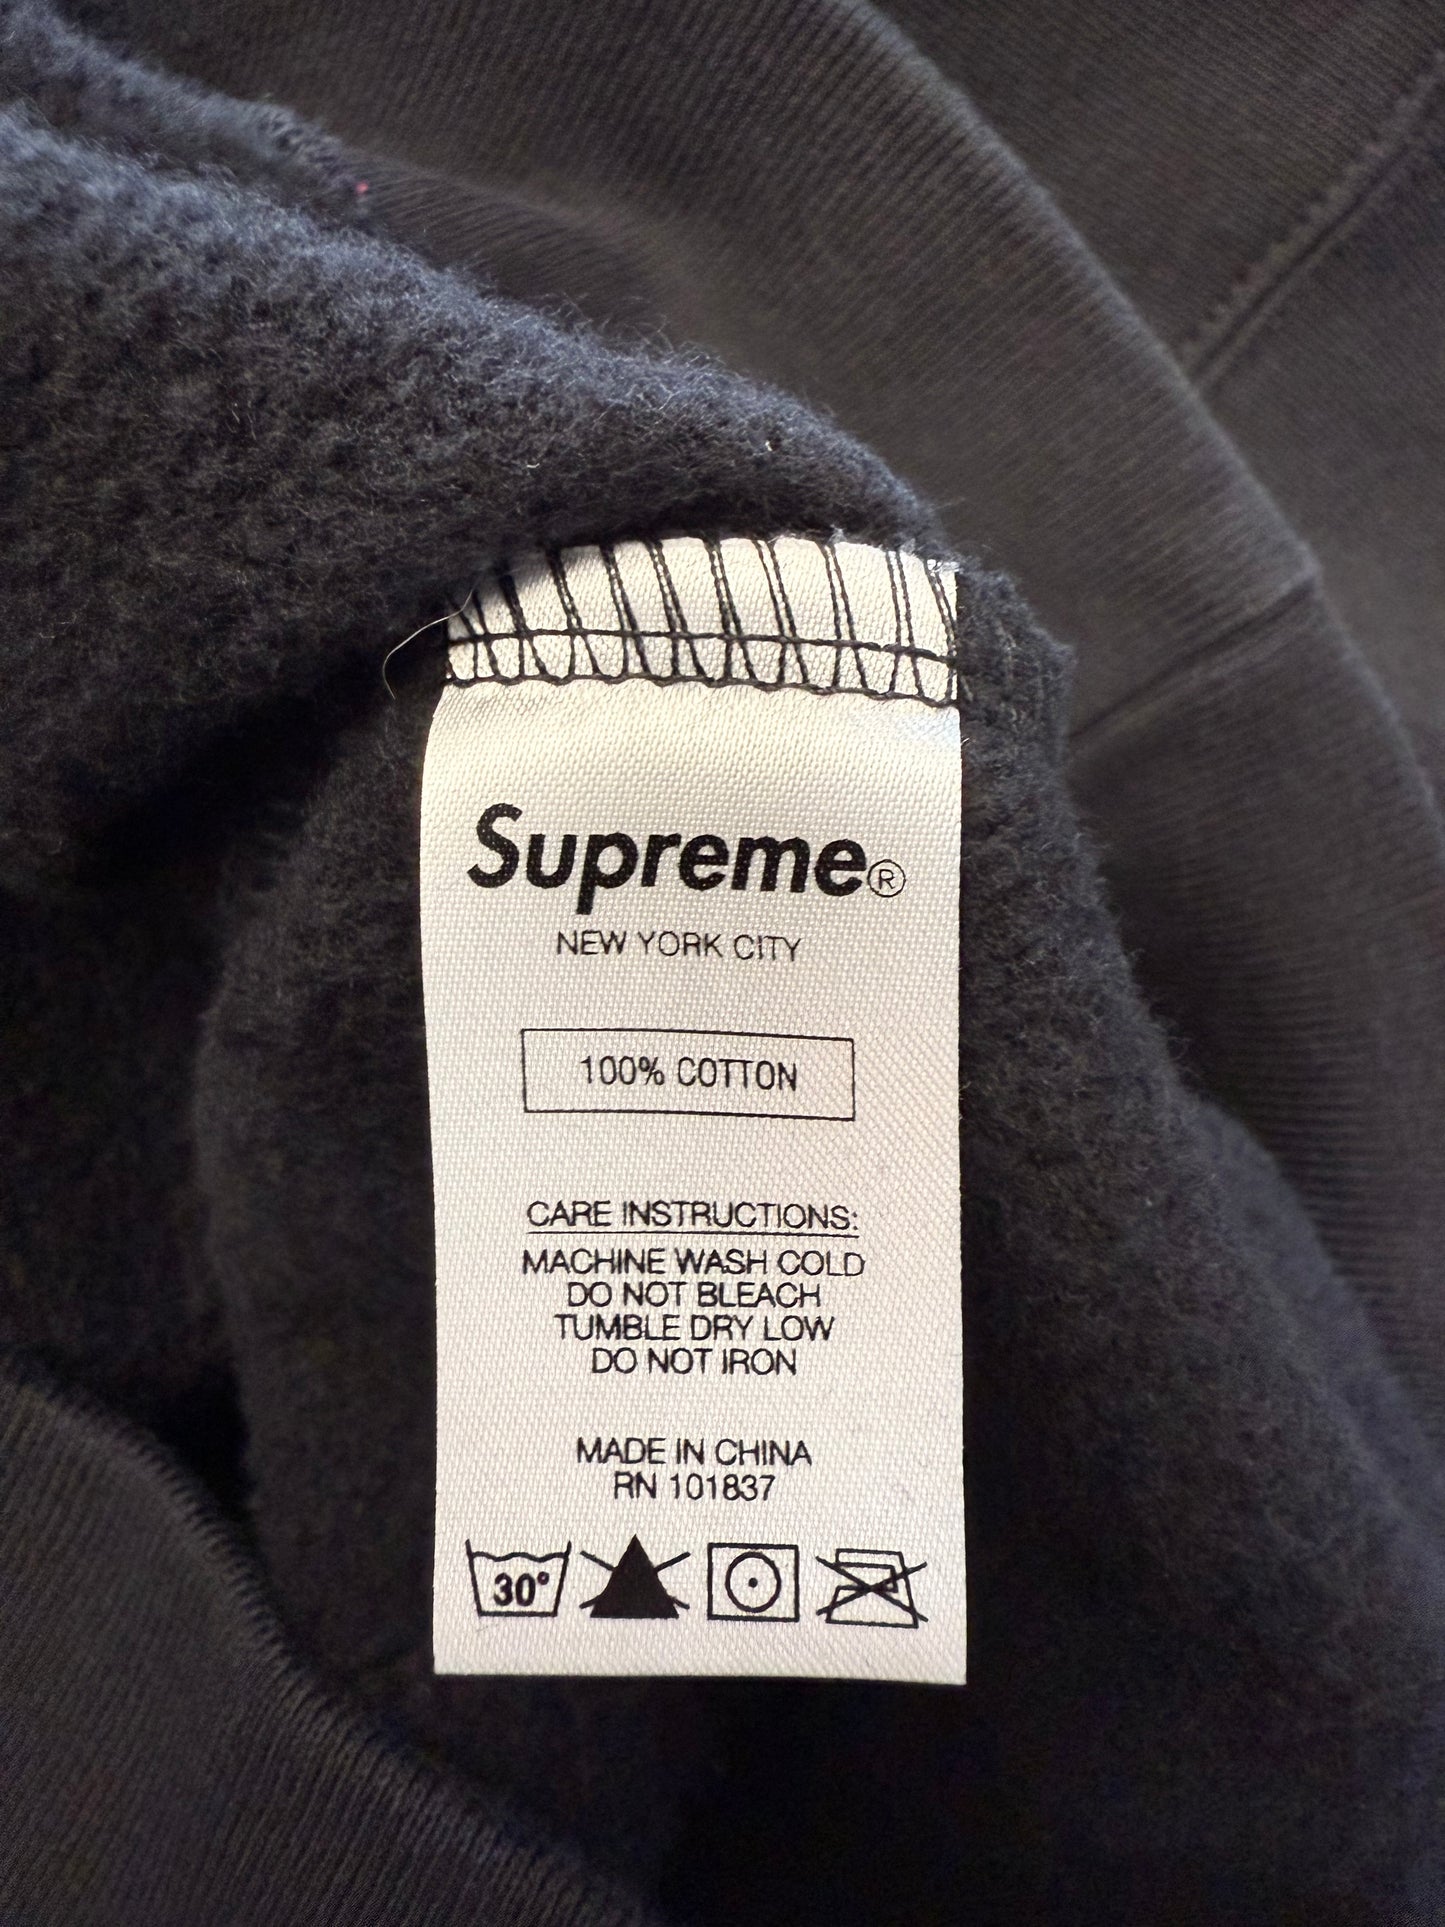 Supreme®
NEW YORK CITY
100% COTTON
CARE INSTRUCTIONS:
MACHINE WASH COLD
DO NOT BLEACH
TUMBLE DRY LOW
DO NOT IRON
MADE IN CHINA
RN 101837
30°